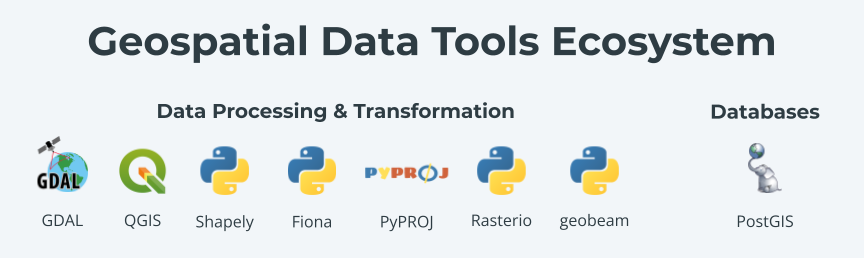 Geospatial Data Tools Ecosystem
Data Processing & Transformation
Databases
GDAL
PYPROJ
GDAL
QGIS
Shapely
Fiona
PyPROJ
Rasterio
geobeam
PostGIS